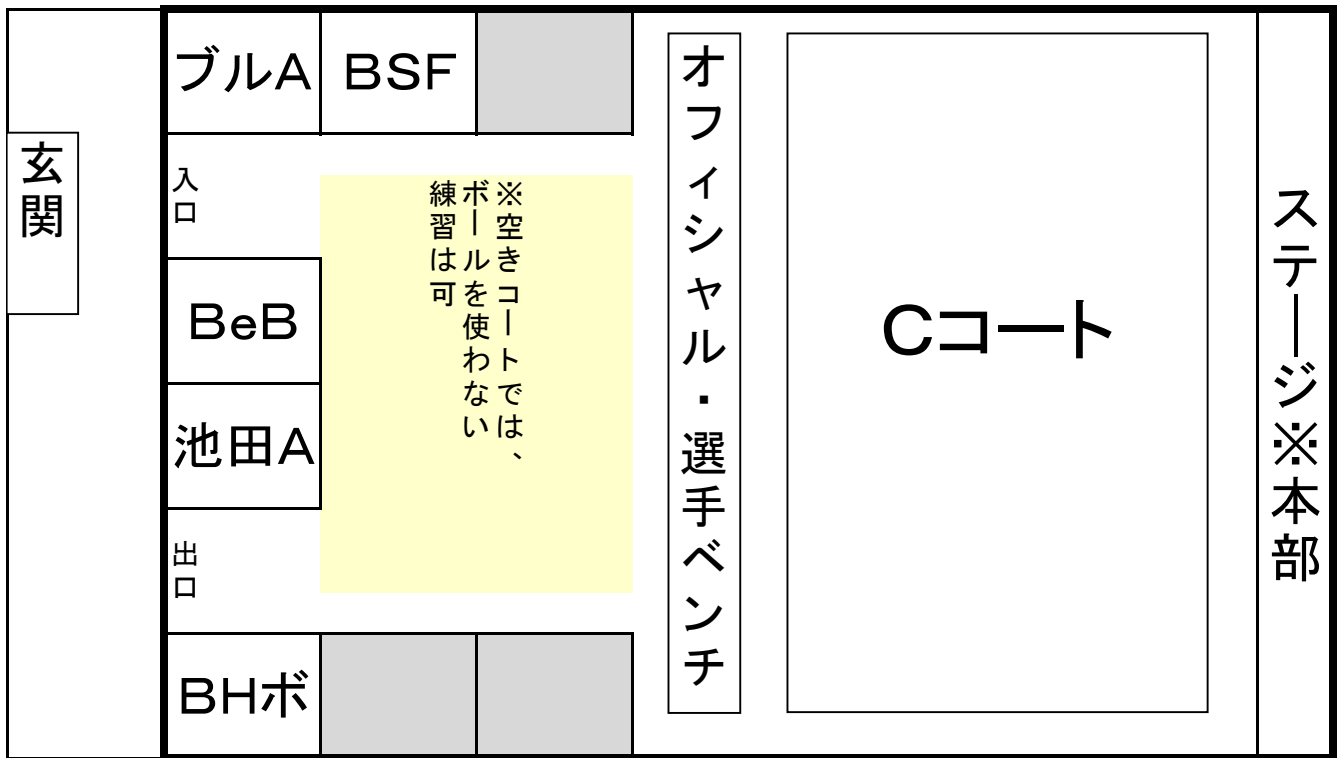 玄関
ブルA
BSF
入口
BeB
池田A
出口
BHボ
※空きコートでは、
ボールを使わない
練習は可
オフィシャル・選手ベンチ
Cコート
ステージ※本部